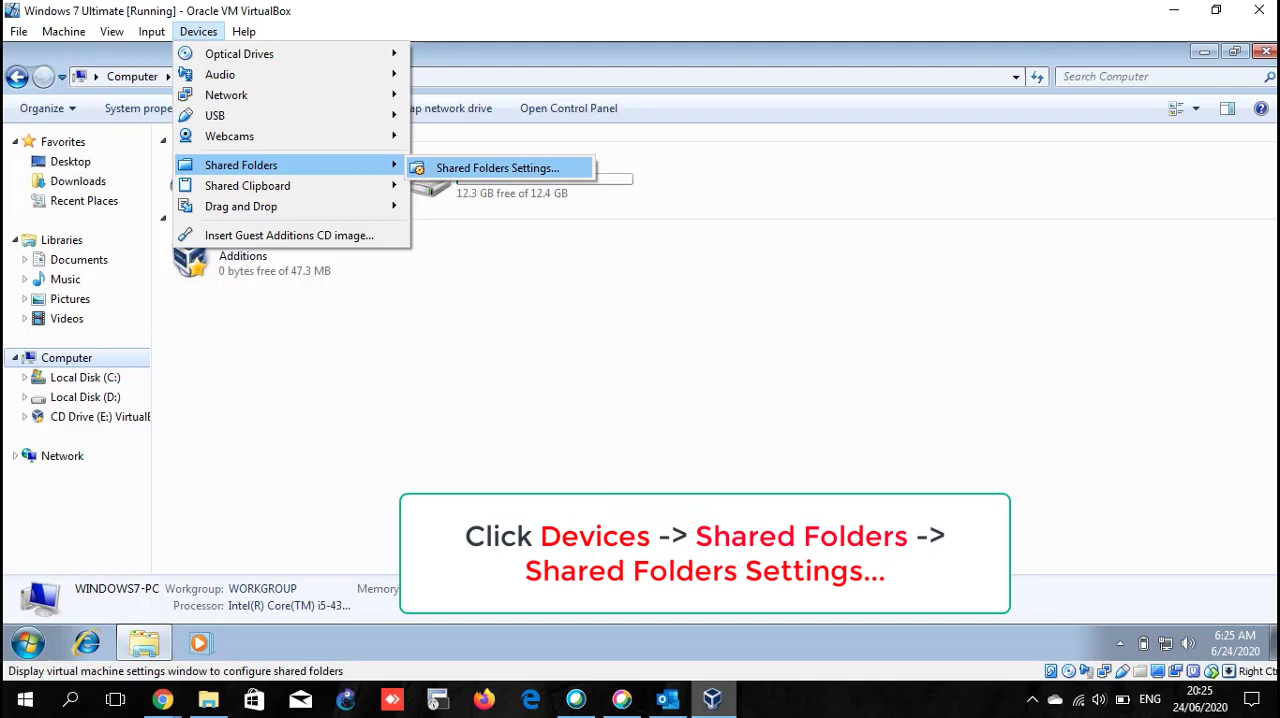 Windows 7 Ultimate [Running] - Oracle VM VirtualBox
File Machine View Input Devices Help
Optical Drives
Audio
Network
USB
Webcams
Shared Folders
Shared Folders Settings...
Shared Clipboard
Drag and Drop
Insert Guest Additions CD image...
Computer
Search Computer
Organize System prope
ap network drive Open Control Panel
Favorites
Desktop
Downloads
Recent Places
Libraries
Documents
Music
Pictures
Videos
Computer
Local Disk (C:)
Local Disk (D:)
CD Drive (E:) VirtualB
Network
12.3 GB free of 12.4 GB
Additions
0 bytes free of 47.3 MB
Click Devices -> Shared Folders ->
Shared Folders Settings...
WINDOWS7-PC Workgroup: WORKGROUP Memory
Processor: Intel(R) Core(TM) i5-43...
6:25 AM
6/24/2020
Display virtual machine settings window to configure shared folders
Right Ct
ENG
20:25
24/06/2020